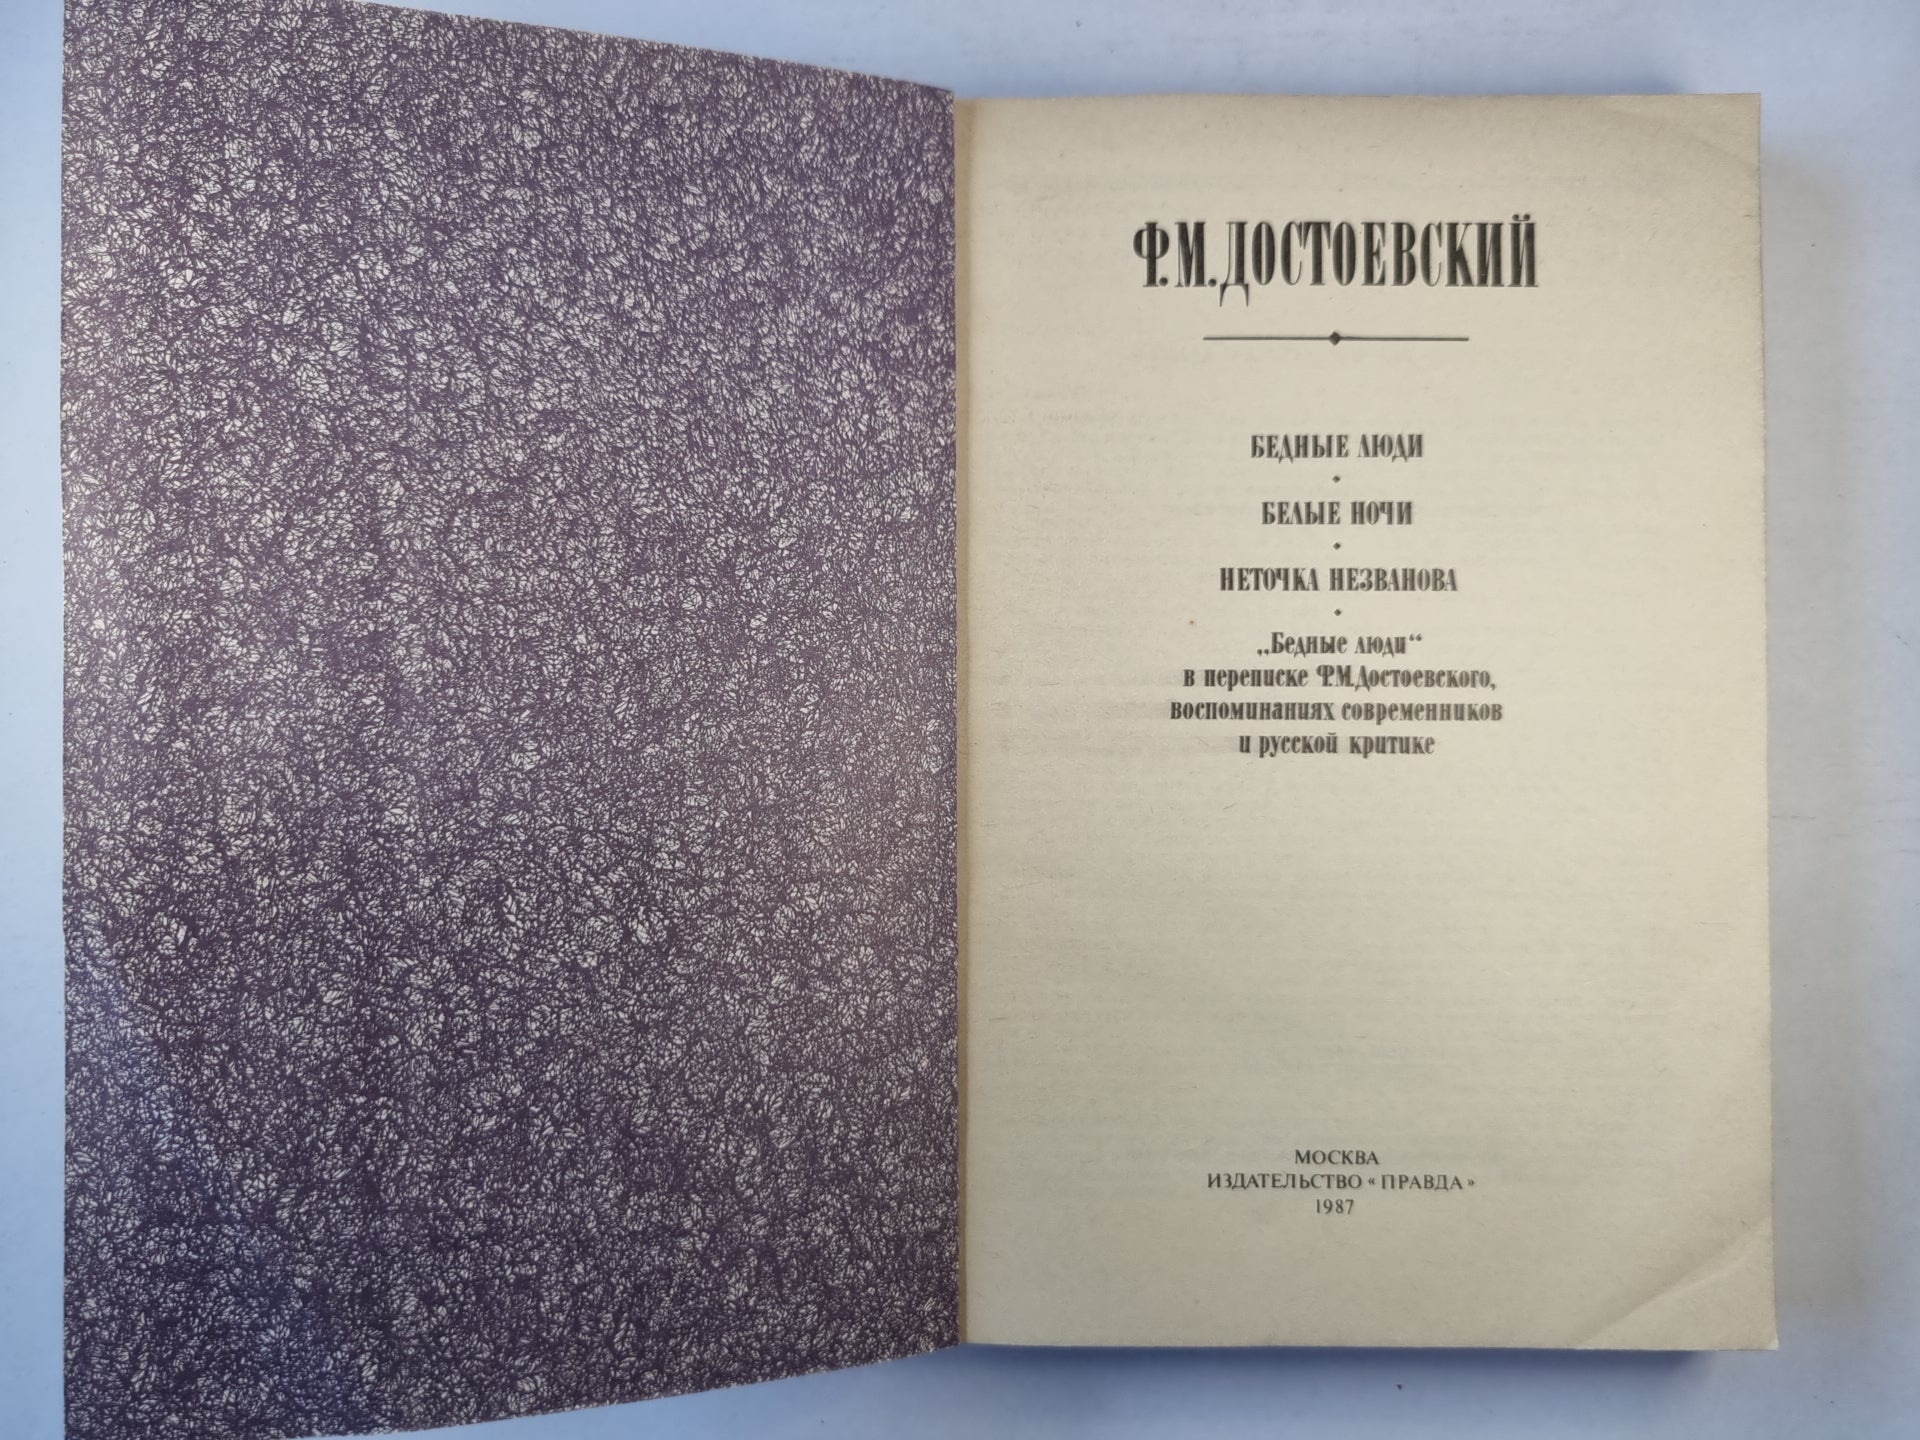 Ф.М.ДОСТОЕВСКИЙ
БЕДНЫЕ ЛЮДИ
БЕЛЫЕ НОЧИ
НЕТОЧКА НЕЗВАНОВА
„Бедные люди“
в переписке Ф.М.Достоевского,
воспоминаниях современников
и русской критике
МОСКВА
ИЗДАТЕЛЬСТВО «ПРАВДА»
1987